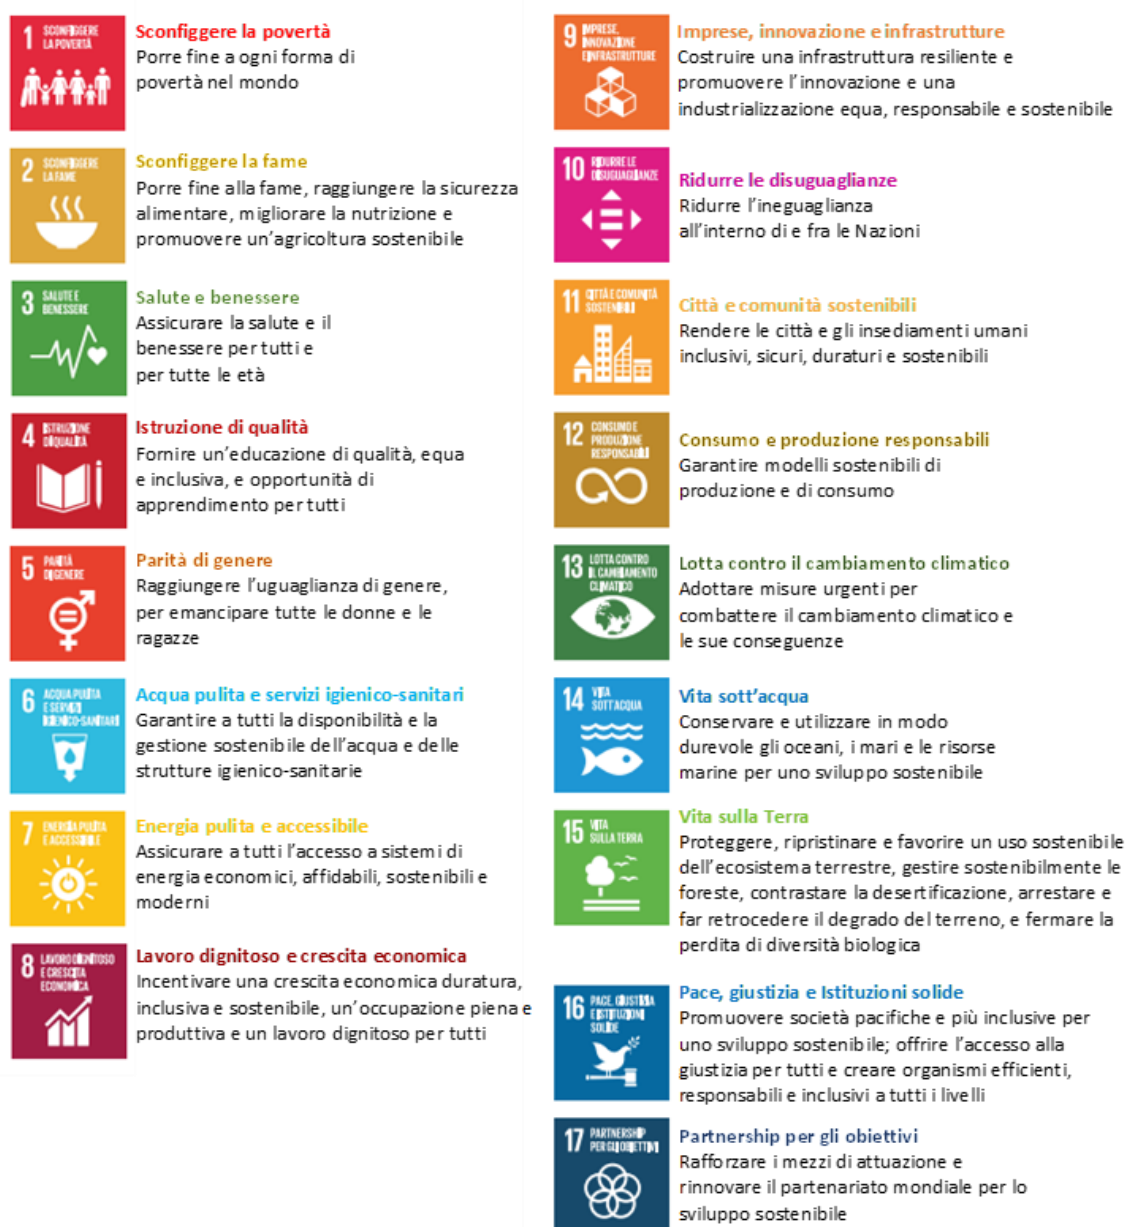 1 SCONFIGGERE
LA POVERTÀ
Sconfiggere la povertà
Porre fine a ogni forma di
povertà nel mondo
2 SCONFIGGERE
LA FAME
Sconfiggere la fame
Porre fine alla fame, raggiungere la sicurezza
alimentare, migliorare la nutrizione e
promuovere un'agricoltura sostenibile
3 SALUTE E
BENESSERE
Salute e benessere
Assicurare la salute e il
benessere per tutti e
per tutte le età
4 ISTRUZIONE
DI QUALITÀ
Istruzione di qualità
Fornire un'educazione di qualità, equa
e inclusiva, e opportunità di
apprendimento per tutti
5 PARITÀ
DI GENERE
Parità di genere
Raggiungere l'uguaglianza di genere,
per emancipare tutte le donne e le
ragazze
6 ACQUA PULITA
E SERVIZI
IGIENICO-SANITARI
Acqua pulita e servizi igienico-sanitari
Garantire a tutti la disponibilità e la
gestione sostenibile dell'acqua e delle
strutture igienico-sanitarie
7 ENERGIA PULITA
E ACCESSIBILE
Energia pulita e accessibile
Assicurare a tutti l'accesso a sistemi di
energia economici, affidabili, sostenibili e
moderni
8 LAVORO DIGNITOSO
E CRESCITA
ECONOMICA
Lavoro dignitoso e crescita economica
Incentivare una crescita economica duratura,
inclusiva e sostenibile, un'occupazione piena e
produttiva e un lavoro dignitoso per tutti
9 IMPRESE,
INNOVAZIONE
E INFRASTRUTTURE
Imprese, innovazione e infrastrutture
Costruire una infrastruttura resiliente e
promuovere l'innovazione e una
industrializzazione equa, responsabile e sostenibile
10 RIDURRE LE
DISUGUAGLIANZE
Ridurre le disuguaglianze
Ridurre l'ineguaglianza
all'interno di e fra le Nazioni
11 CITTÀ E COMUNITÀ
SOSTENIBILI
Città e comunità sostenibili
Rendere le città e gli insediamenti umani
inclusivi, sicuri, duraturi e sostenibili
12 CONSUMO E
PRODUZIONE
RESPONSABILI
Consumo e produzione responsabili
Garantire modelli sostenibili di
produzione e di consumo
13 LOTTA CONTRO
IL CAMBIAMENTO
CLIMATICO
Lotta contro il cambiamento climatico
Adottare misure urgenti per
combattere il cambiamento climatico e
le sue conseguenze
14 VITA
SOTT'ACQUA
Vita sott'acqua
Conservare e utilizzare in modo
durevole gli oceani, i mari e le risorse
marine per uno sviluppo sostenibile
15 VITA
SULLA TERRA
Vita sulla Terra
Proteggere, ripristinare e favorire un uso sostenibile
dell'ecosistema terrestre, gestire sostenibilmente le
foreste, contrastare la desertificazione, arrestare e
far retrocedere il degrado del terreno, e fermare la
perdita di diversità biologica
16 PACE, GIUSTIZIA
E ISTITUZIONI
SOLIDE
Pace, giustizia e Istituzioni solide
Promuovere società pacifiche e più inclusive per
uno sviluppo sostenibile; offrire l'accesso alla
giustizia per tutti e creare organismi efficienti,
responsabili e inclusivi a tutti i livelli
17 PARTNERSHIP
PER GLI OBIETTIVI
Partnership per gli obiettivi
Rafforzare i mezzi di attuazione e
rinnovare il partenariato mondiale per lo
sviluppo sostenibile